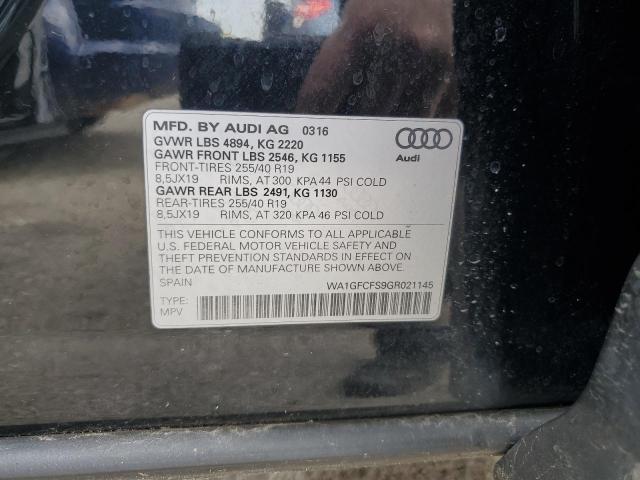 MFD. BY AUDI AG 0316
GVWR LBS 4894, KG 2220
GAWR FRONT LBS 2546, KG 1155
FRONT-TIRES 255/40 R19
8,5JX19 RIMS, AT 300 KPA 44 PSI COLD
GAWR REAR LBS 2491, KG 1130
REAR-TIRES 255/40 R19
8,5JX19 RIMS, AT 320 KPA 46 PSI COLD
Audi
THIS VEHICLE CONFORMS TO ALL APPLICABLE
U.S. FEDERAL MOTOR VEHICLE SAFETY AND
THEFT PREVENTION STANDARDS IN EFFECT ON
THE DATE OF MANUFACTURE SHOWN ABOVE.
SPAIN WA1GFCFS9GR021145
TYPE:
MPV